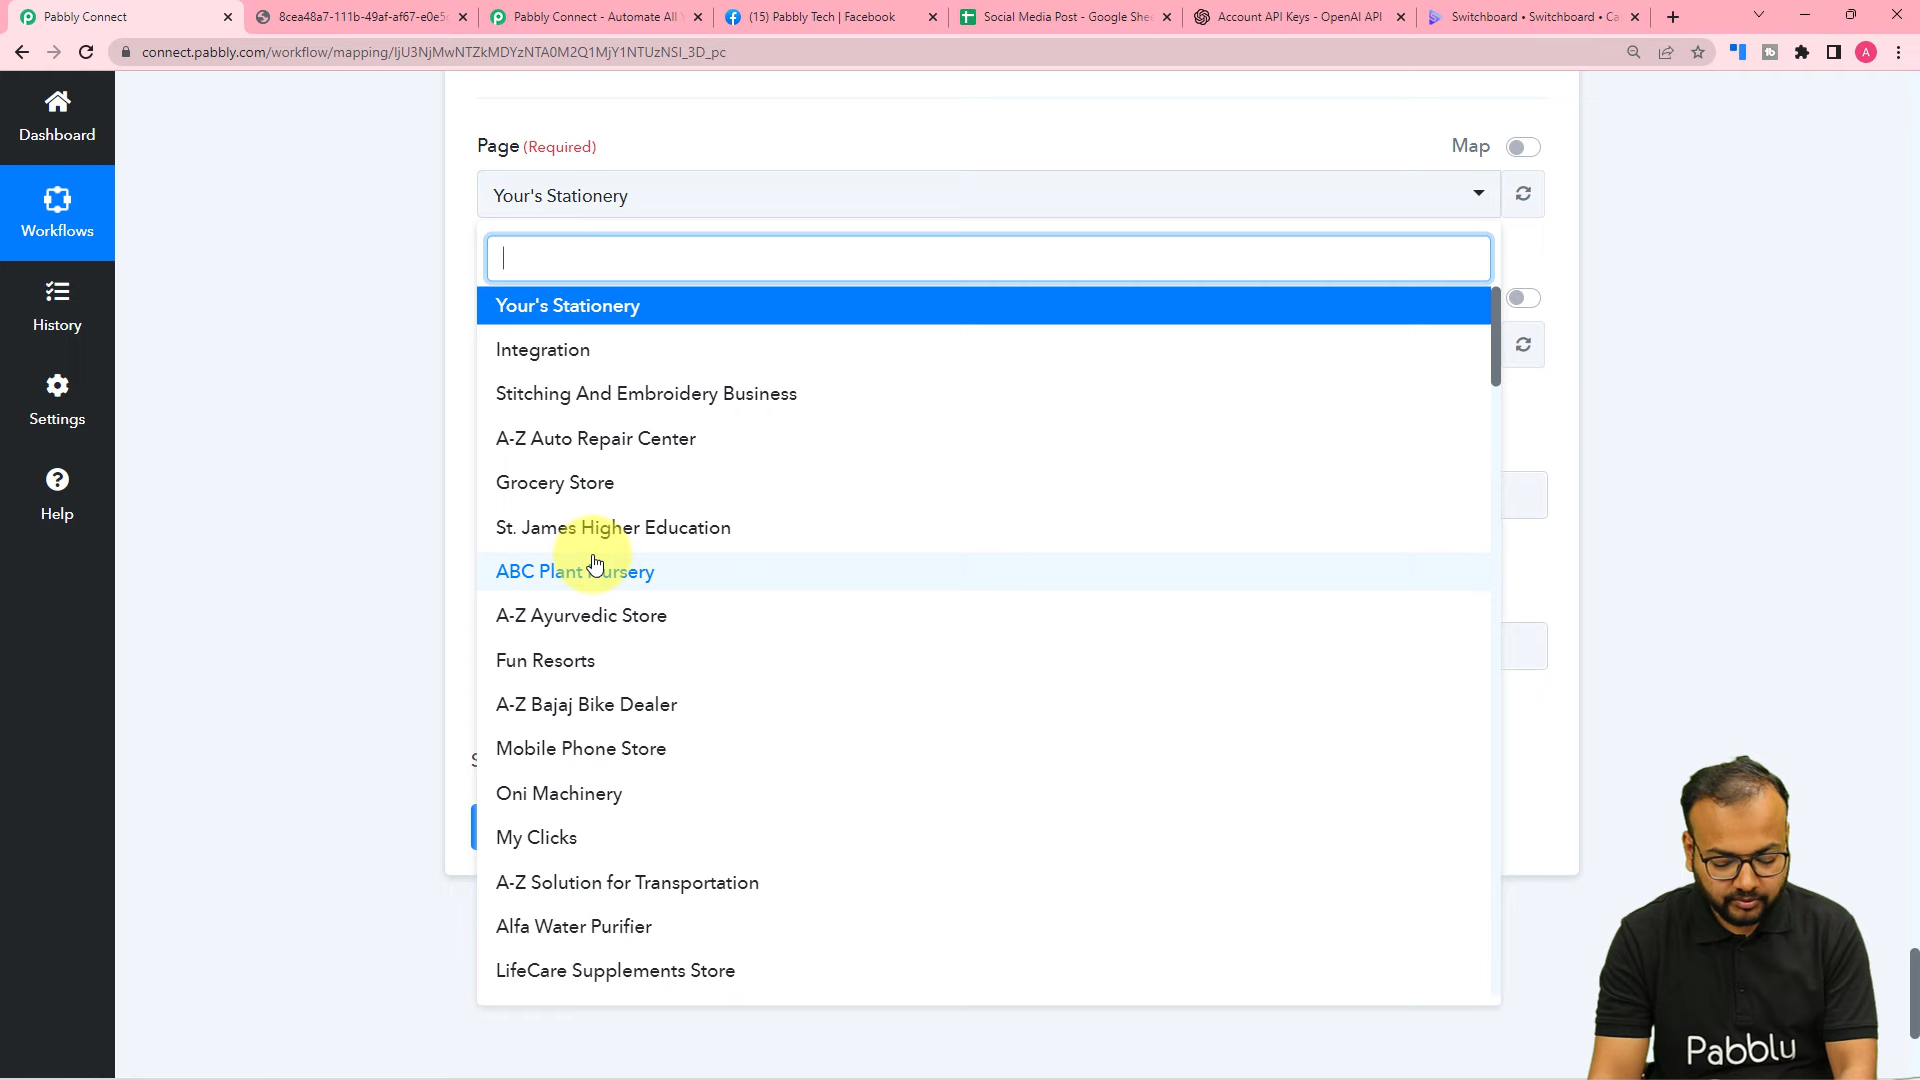 Pabbly Connect
8cea48a7-111b-49af-af67-e0e5c
Pabbly Connect - Automate All Y
(15) Pabbly Tech | Facebook
Social Media Post - Google Shee
Account API Keys - OpenAI API
Switchboard • Switchboard • Ca
connect.pabbly.com/workflow/mapping/IjU3NjMwNTZkMDYzNTA0M2Q1MjY1NTUzNSI_3D_pc
A
Dashboard
Workflows
History
Settings
Help
Page (Required)
Map
Your's Stationery
Your's Stationery
Integration
Stitching And Embroidery Business
A-Z Auto Repair Center
Grocery Store
St. James Higher Education
ABC Plant Nursery
A-Z Ayurvedic Store
Fun Resorts
A-Z Bajaj Bike Dealer
Mobile Phone Store
Oni Machinery
My Clicks
A-Z Solution for Transportation
Alfa Water Purifier
LifeCare Supplements Store
Pabbly